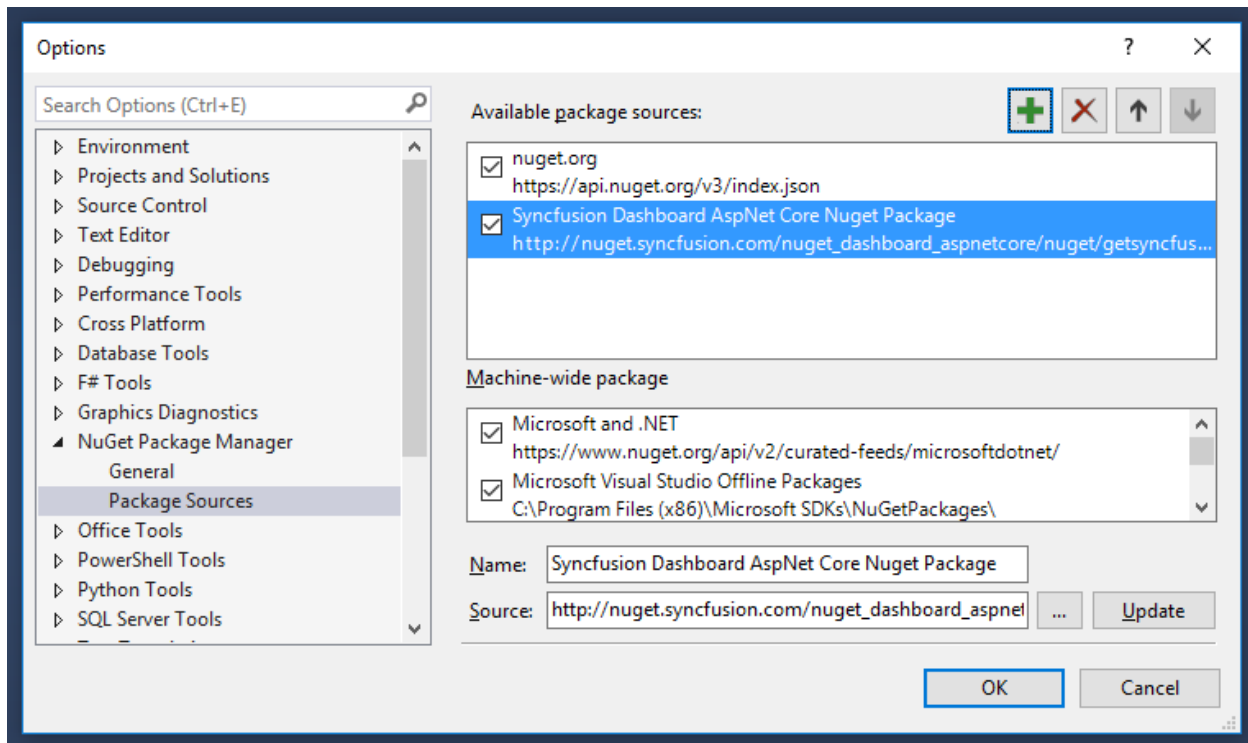 Options
?
Search Options (Ctrl+E)
Environment
Projects and Solutions
Source Control
Text Editor
Debugging
Performance Tools
Cross Platform
Database Tools
F# Tools
Graphics Diagnostics
NuGet Package Manager
General
Package Sources
Office Tools
PowerShell Tools
Python Tools
SQL Server Tools
Available package sources:
nuget.org
https://api.nuget.org/v3/index.json
Syncfusion Dashboard AspNet Core Nuget Package
http://nuget.syncfusion.com/nuget_dashboard_aspnetcore/nuget/getsyncfus...
Machine-wide package
Microsoft and .NET
https://www.nuget.org/api/v2/curated-feeds/microsoftdotnet/
Microsoft Visual Studio Offline Packages
C:\Program Files (x86)\Microsoft SDKs\NuGetPackages\
Name: Syncfusion Dashboard AspNet Core Nuget Package
Source: http://nuget.syncfusion.com/nuget_dashboard_aspnet ... Update
OK Cancel